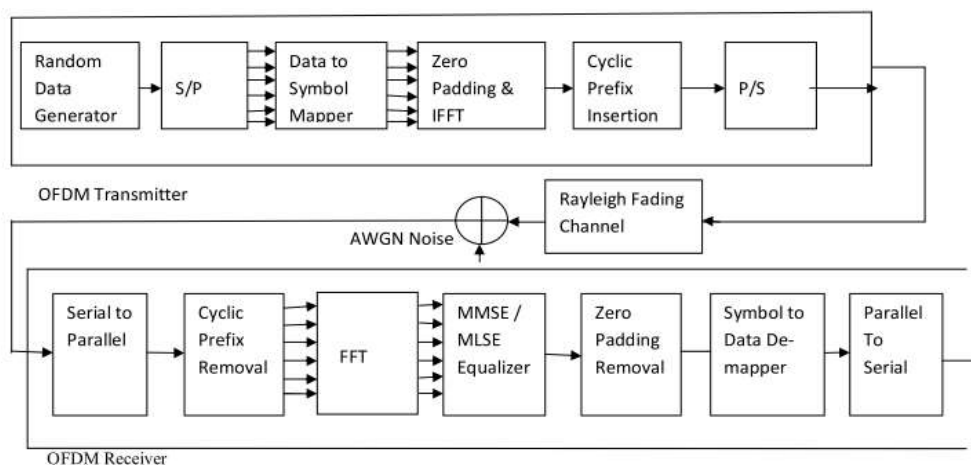 Random
Data
Generator
S/P
Data to
Symbol
Mapper
Zero
Padding &
IFFT
Cyclic
Prefix
Insertion
P/S
OFDM Transmitter
Rayleigh Fading
Channel
AWGN Noise
Serial to
Parallel
Cyclic
Prefix
Removal
FFT
MMSE /
MLSE
Equalizer
Zero
Padding
Removal
Symbol to
Data De-
mapper
Parallel
To
Serial
OFDM Receiver